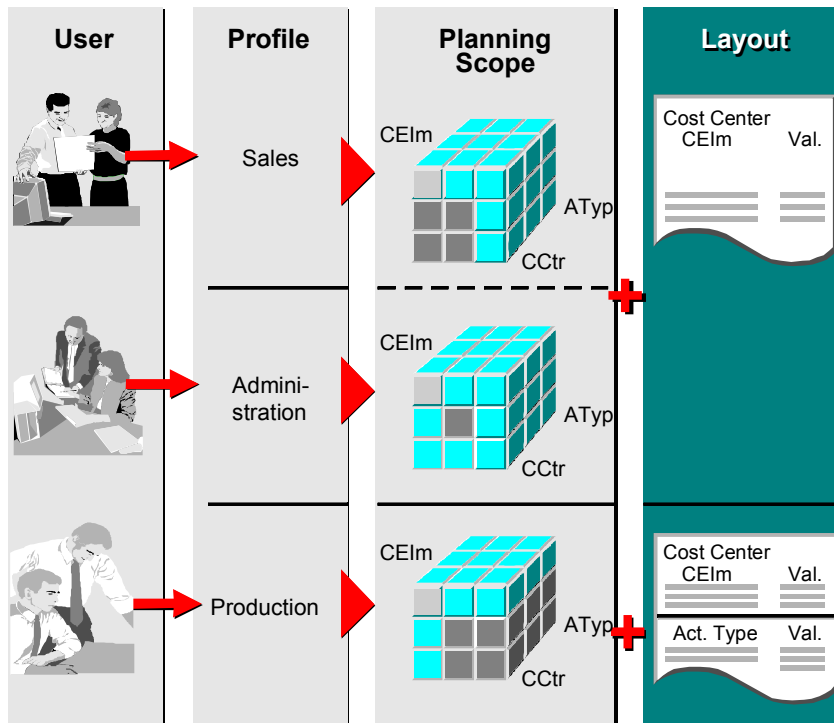 User
Profile
Planning
Scope
Layout
Sales
CElm
ATyp
CCtr
Cost Center
CElm Val.
Admini-
stration
CElm
ATyp
CCtr
Production
CElm
ATyp
CCtr
Cost Center
CElm Val.
Act. Type Val.